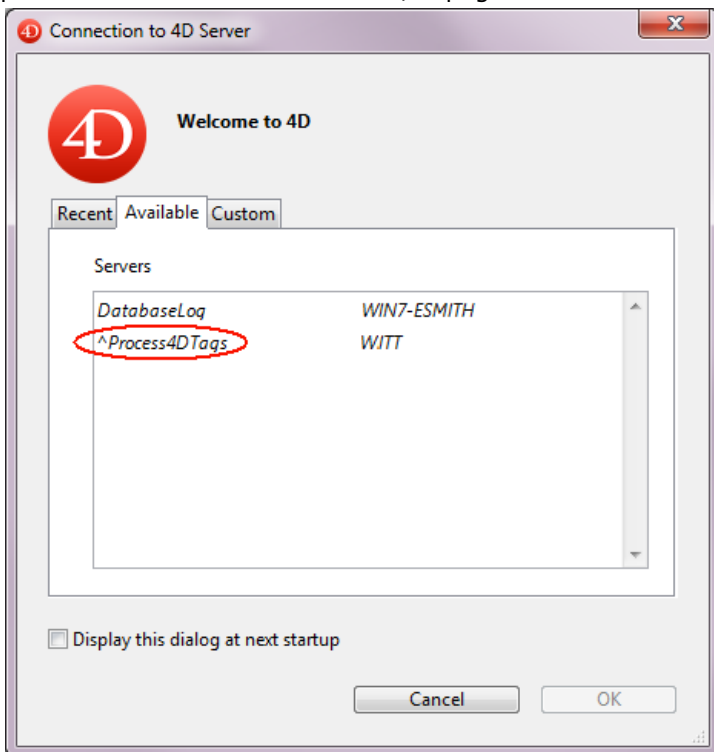 Connection to 4D Server
4D
Welcome to 4D
Recent Available Custom
Servers
DatabaseLog WIN7-ESMITH
^Process4DTags WITT
Display this dialog at next startup
Cancel OK